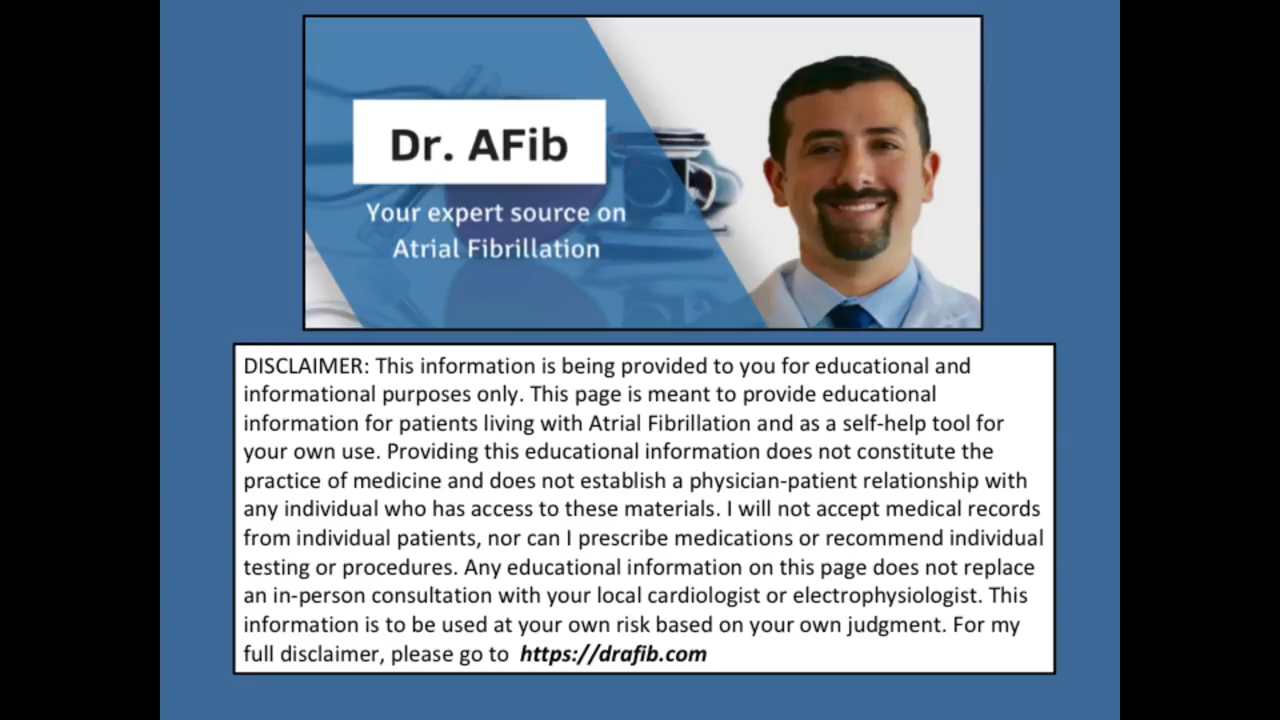 Dr. AFib
Your expert source on
Atrial Fibrillation
DISCLAIMER: This information is being provided to you for educational and
informational purposes only. This page is meant to provide educational
information for patients living with Atrial Fibrillation and as a self-help tool for
your own use. Providing this educational information does not constitute the
practice of medicine and does not establish a physician-patient relationship with
any individual who has access to these materials. I will not accept medical records
from individual patients, nor can I prescribe medications or recommend individual
testing or procedures. Any educational information on this page does not replace
an in-person consultation with your local cardiologist or electrophysiologist. This
information is to be used at your own risk based on your own judgment. For my
full disclaimer, please go to https://drafib.com